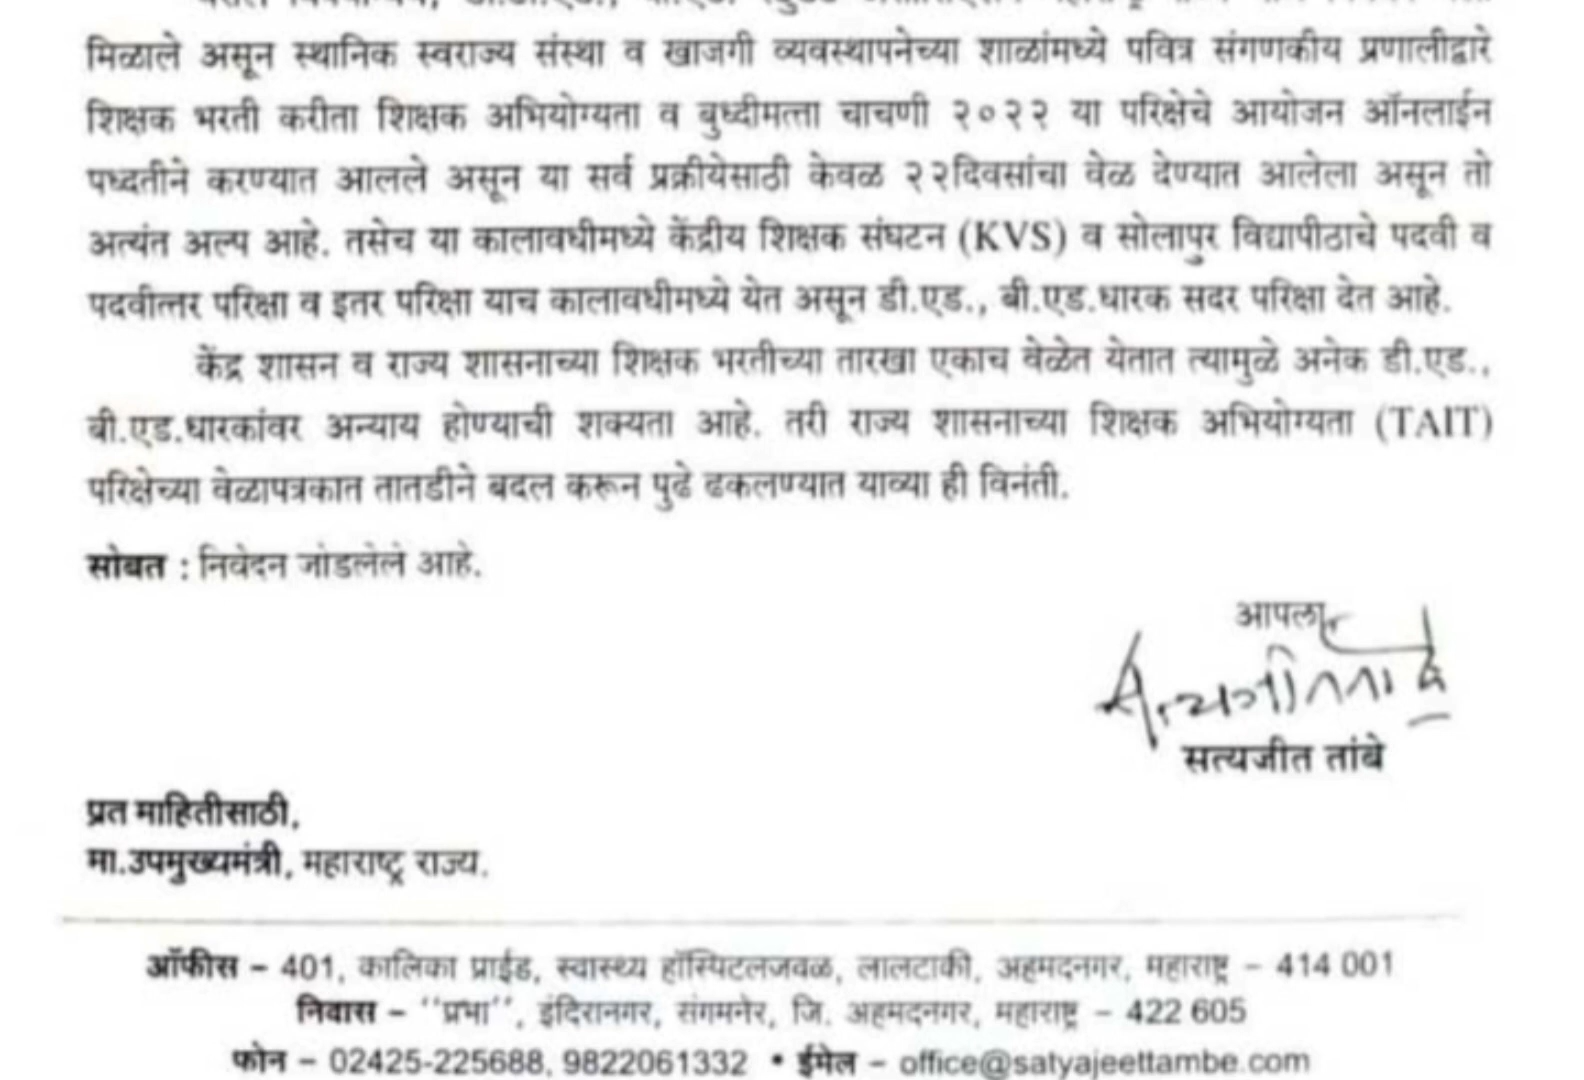 मिळाले असून स्थानिक स्वराज्य संस्था व खाजगी व्यवस्थापनेच्या शाळांमध्ये पवित्र संगणकीय प्रणालीद्वारे
शिक्षक भरती करीता शिक्षक अभियोग्यता व बुध्दीमत्ता चाचणी २०२२ या परिक्षेचे आयोजन ऑनलाईन
पध्दतीने करण्यात आलले असून या सर्व प्रक्रीयेसाठी केवळ २२दिवसांचा वेळ देण्यात आलेला असून तो
अत्यंत अल्प आहे. तसेच या कालावधीमध्ये केंद्रीय शिक्षक संघटन (KVS) व सोलापुर विद्यापीठाचे पदवी व
पदवीत्तर परिक्षा व इतर परिक्षा याच कालावधीमध्ये येत असून डी.एड., बी.एड.धारक सदर परिक्षा देत आहे.
केंद्र शासन व राज्य शासनाच्या शिक्षक भरतीच्या तारखा एकाच वेळेत येतात त्यामुळे अनेक डी.एड.,
बी.एड.धारकांवर अन्याय होण्याची शक्यता आहे. तरी राज्य शासनाच्या शिक्षक अभियोग्यता (TAIT)
परिक्षेच्या वेळापत्रकात तातडीने बदल करून पुढे ढकलण्यात याव्या ही विनंती.
सोबत : निवेदन जोडलेले आहे.
आपला
सत्यजीत तांबे
प्रत माहितीसाठी,
मा.उपमुख्यमंत्री, महाराष्ट्र राज्य.
ऑफीस – 401, कालिका प्राईड, स्वास्थ्य हॉस्पिटलजवळ, लालटाकी, अहमदनगर, महाराष्ट्र – 414 001
निवास – ‘‘प्रभा’’, इंदिरानगर, संगमनेर, जि. अहमदनगर, महाराष्ट्र – 422 605
फोन – 02425-225688, 9822061332 • ईमेल – office@satyajeettambe.com